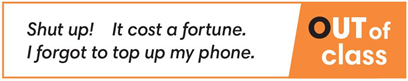 Shut up! It cost a fortune.
I forgot to top up my phone.
OUT of
class